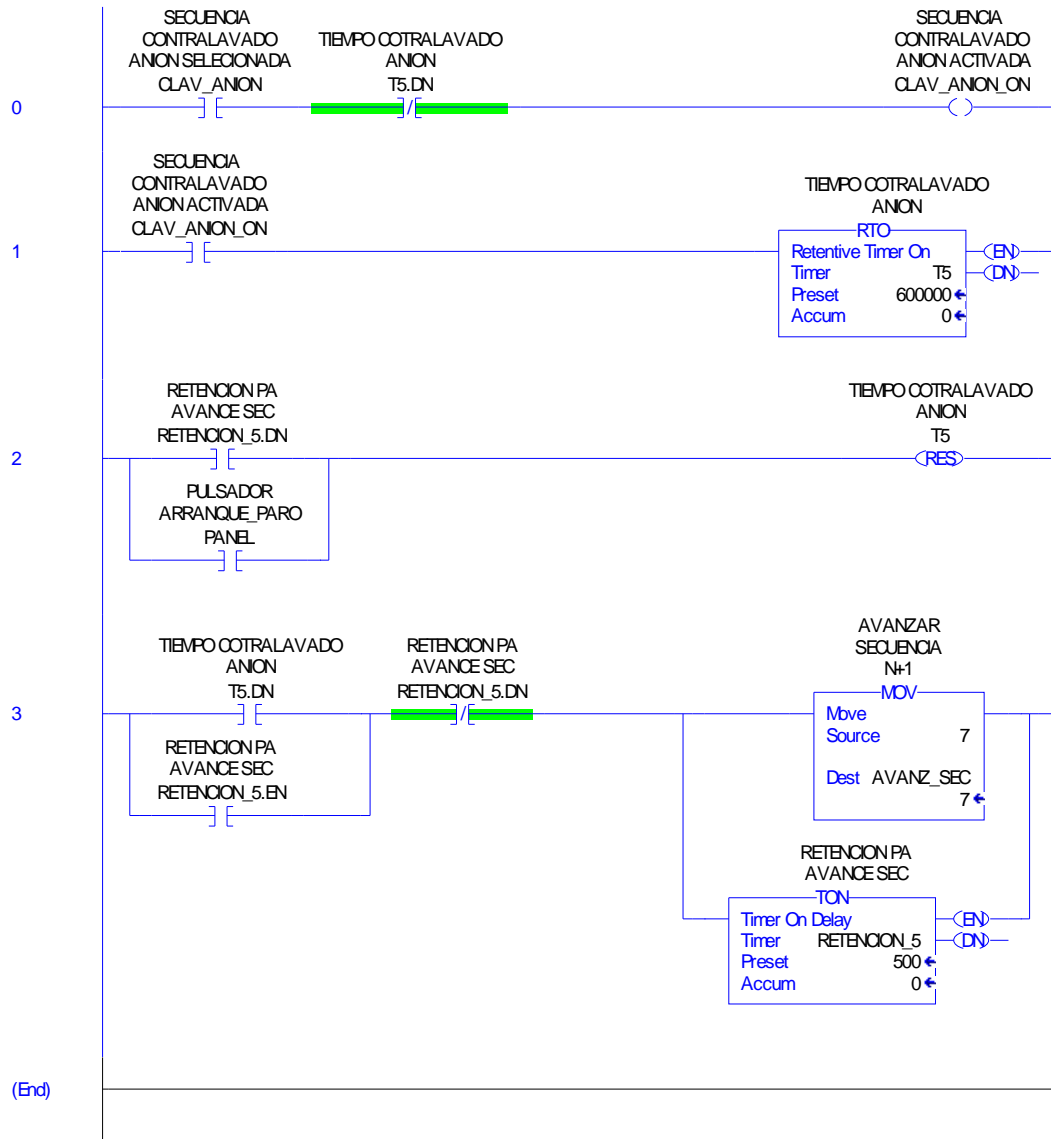 SECUENCIA
CONTRALAVADO
ANION SELECIONADA
CLAV_ANION
TIEMPO COTRALAVADO
ANION
T5.DN
SECUENCIA
CONTRALAVADO
ANION ACTIVADA
CLAV_ANION_ON
0
SECUENCIA
CONTRALAVADO
ANION ACTIVADA
CLAV_ANION_ON
TIEMPO COTRALAVADO
ANION
1
RTO
Retentive Timer On
Timer T5
Preset 600000
Accum 0
EN
DN
RETENCION PA
AVANCE SEC
RETENCION_5.DN
TIEMPO COTRALAVADO
ANION
T5
2
RES
PULSADOR
ARRANQUE_PARO
PANEL
TIEMPO COTRALAVADO
ANION
T5.DN
RETENCION PA
AVANCE SEC
RETENCION_5.DN
AVANZAR
SECUENCIA
N+1
3
MOV
Move
Source 7
Dest AVANZ_SEC
7
RETENCION PA
AVANCE SEC
RETENCION_5.EN
RETENCION PA
AVANCE SEC
TON
Timer On Delay
Timer RETENCION_5
Preset 500
Accum 0
EN
DN
(End)